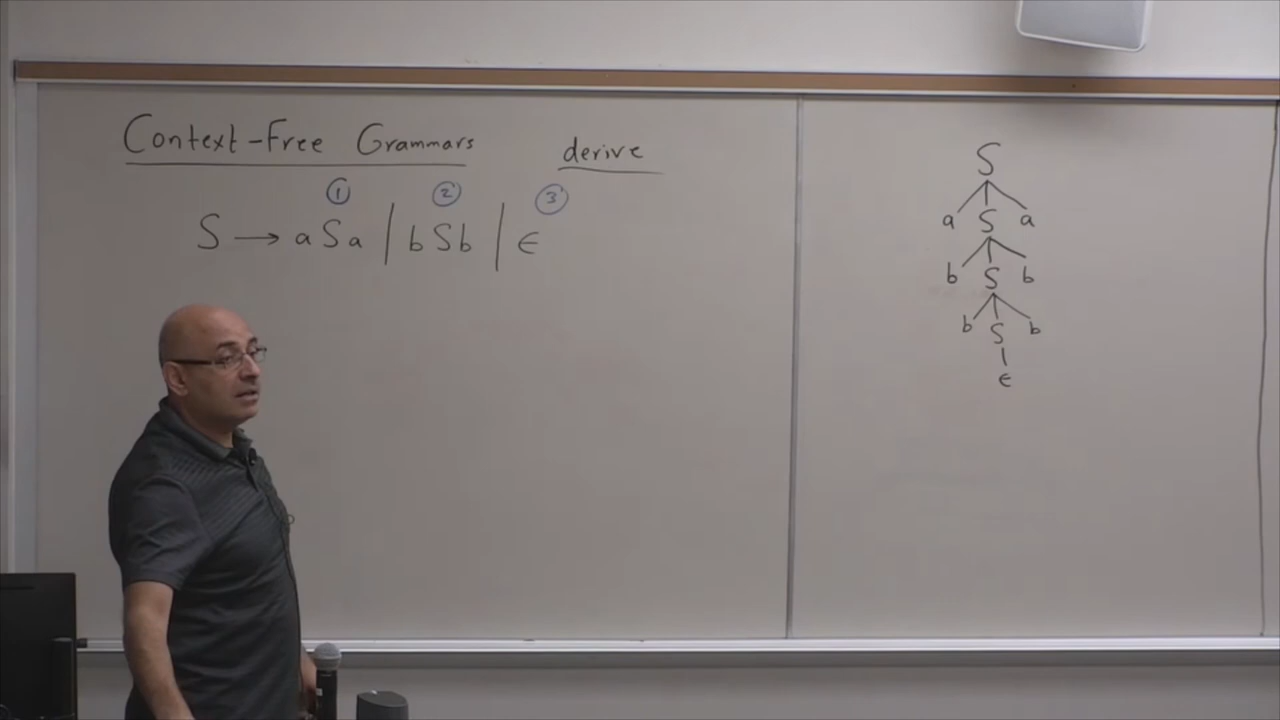 Context-Free Grammars
derive
① ② ③
S → aSa | bSb | ϵ
S
a S a
b S b
b S b
ϵ